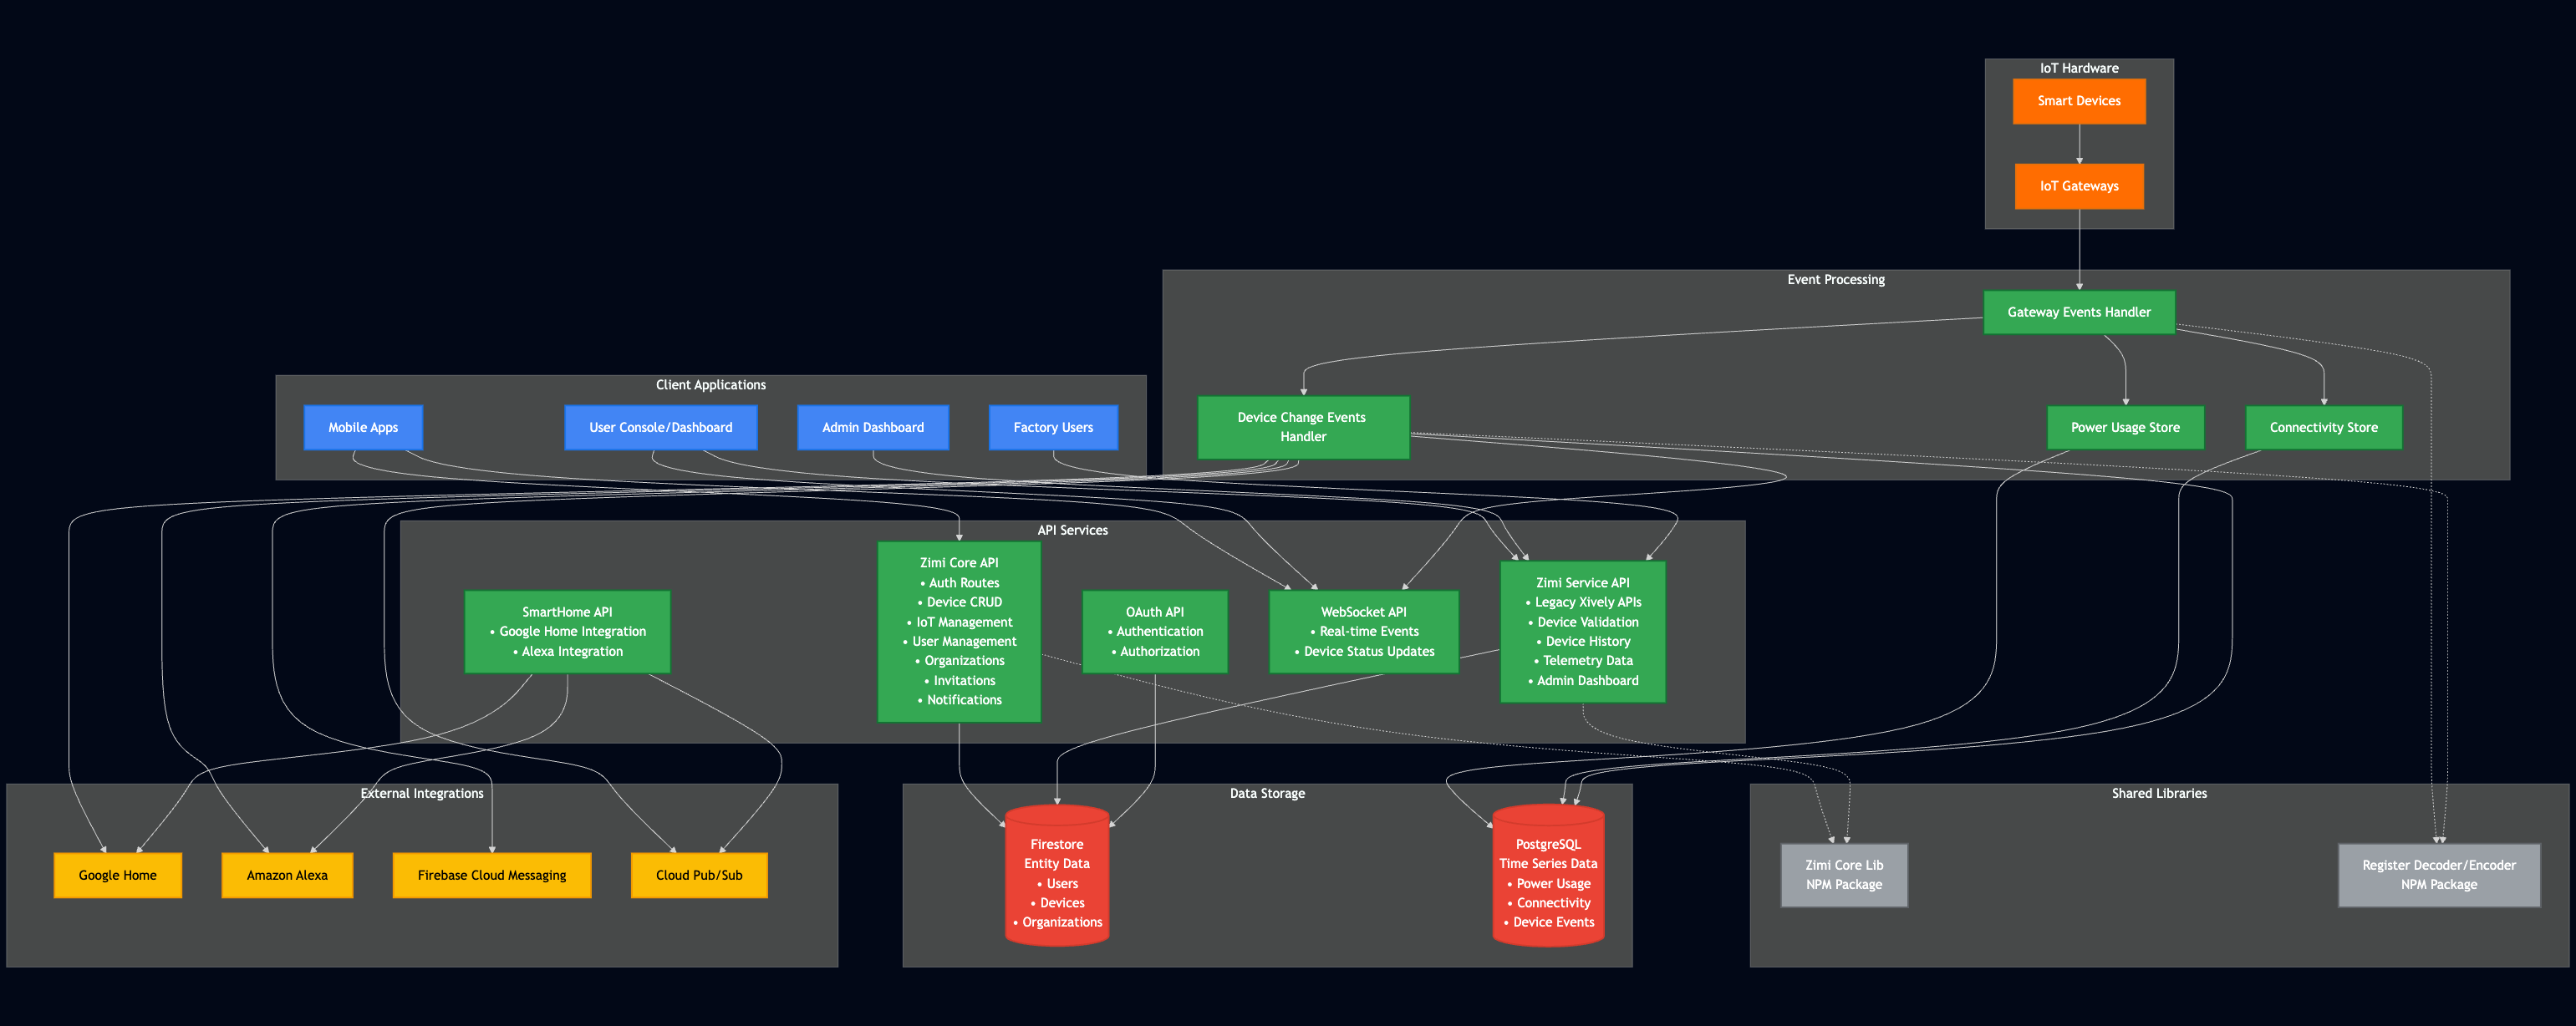 IoT Hardware
Smart Devices
IoT Gateways
Event Processing
Gateway Events Handler
Device Change Events
Handler
Power Usage Store
Connectivity Store
Client Applications
Mobile Apps
User Console/Dashboard
Admin Dashboard
Factory Users
API Services
SmartHome API
• Google Home Integration
• Alexa Integration
Zimi Core API
• Auth Routes
• Device CRUD
• IoT Management
• User Management
• Organizations
• Invitations
• Notifications
OAuth API
• Authentication
• Authorization
WebSocket API
• Real-time Events
• Device Status Updates
Zimi Service API
• Legacy Xively APIs
• Device Validation
• Device History
• Telemetry Data
• Admin Dashboard
External Integrations
Google Home
Amazon Alexa
Firebase Cloud Messaging
Cloud Pub/Sub
Data Storage
Firestore
Entity Data
• Users
• Devices
• Organizations
PostgreSQL
Time Series Data
• Power Usage
• Connectivity
• Device Events
Shared Libraries
Zimi Core Lib
NPM Package
Register Decoder/Encoder
NPM Package